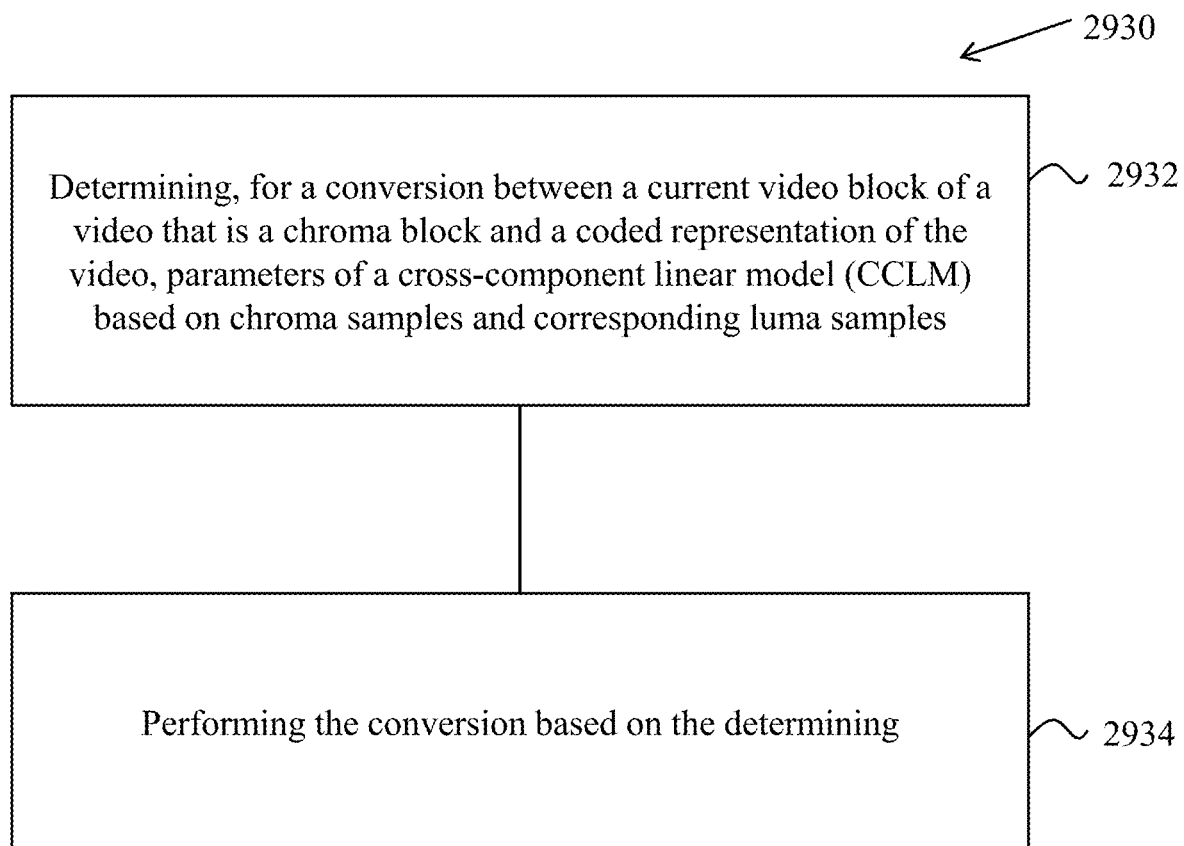 2930
Determining, for a conversion between a current video block of a
video that is a chroma block and a coded representation of the
video, parameters of a cross-component linear model (CCLM)
based on chroma samples and corresponding luma samples
2932
Performing the conversion based on the determining
2934